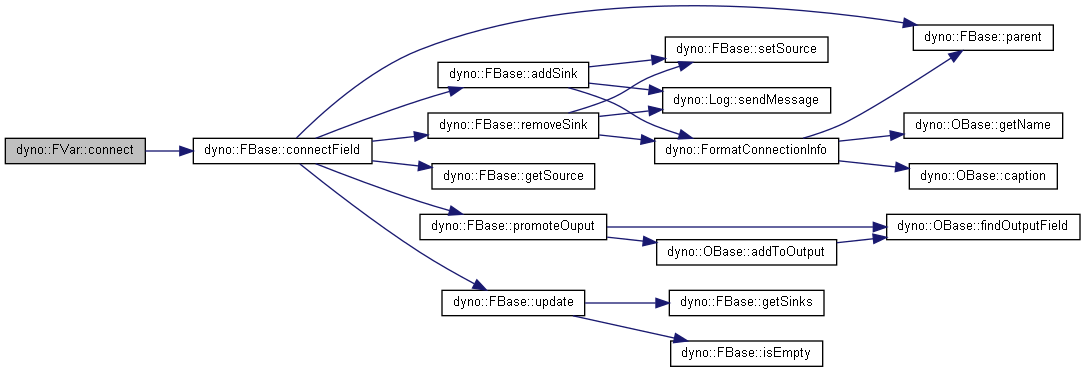 dyno::FVar::connect
dyno::FBase::connectField
dyno::FBase::addSink
dyno::FBase::removeSink
dyno::FBase::getSource
dyno::FBase::promoteOuput
dyno::FBase::update
dyno::FBase::setSource
dyno::Log::sendMessage
dyno::FormatConnectionInfo
dyno::OBase::addToOutput
dyno::FBase::getSinks
dyno::FBase::isEmpty
dyno::FBase::parent
dyno::OBase::getName
dyno::OBase::caption
dyno::OBase::findOutputField